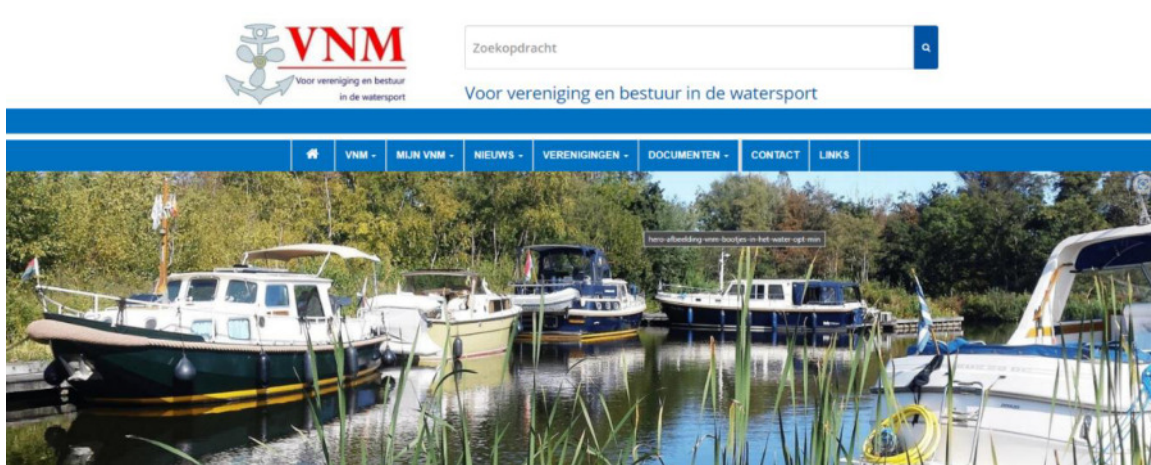 VNM
Voor vereniging en bestuur
in de watersport
Zoekopdracht
Voor vereniging en bestuur in de watersport
VNM
MIJN VNM
NIEUWS
VERENIGINGEN
DOCUMENTEN
CONTACT
LINKS
hero-afbeelding-vnm-bootjes-in-het-water-opt-min